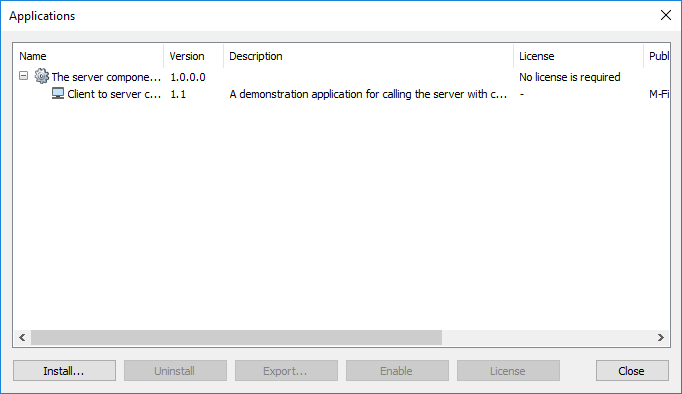 Applications
Name Version Description License Publ
The server compone... 1.0.0.0 No license is required
Client to server c... 1.1 A demonstration application for calling the server with c... - M-Fi
Install... Uninstall Export... Enable License Close